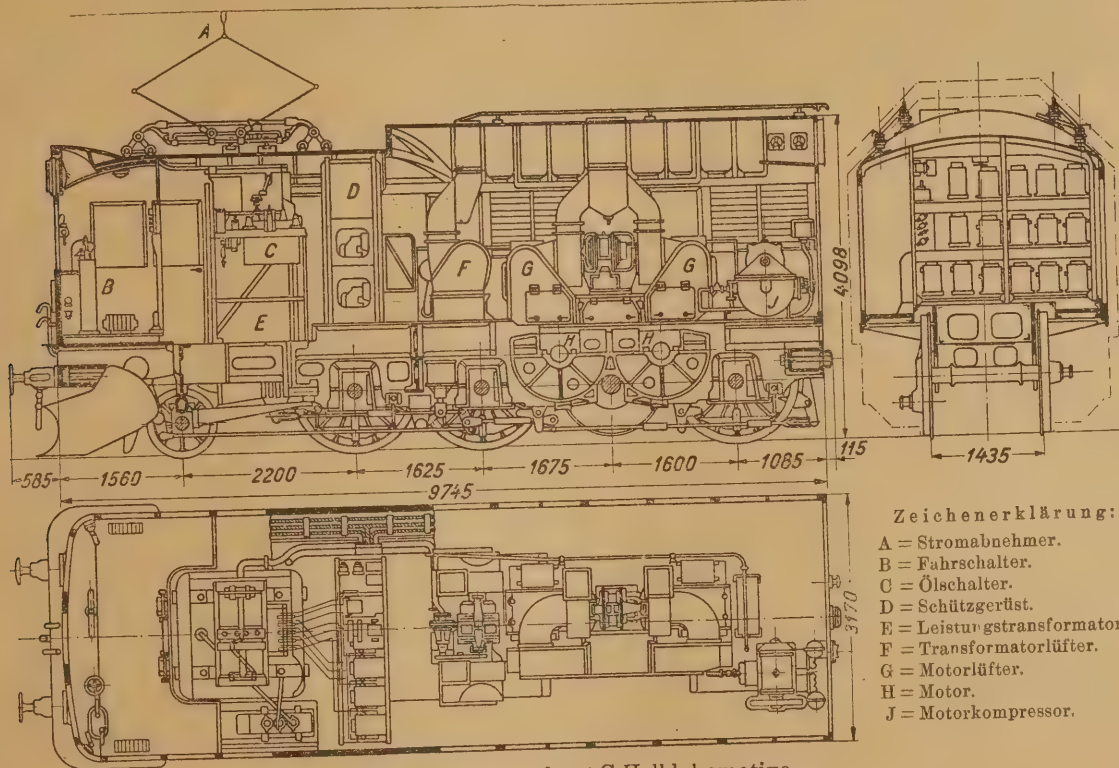 A
D
C
B
E
F
G
G
J
H
H
4098
115
585
1560
2200
1625
1675
1600
1085
1435
9745
3170
Zeichenerklärung:
A = Stromabnehmer.
B = Fahrschalter.
C = Ölschalter.
D = Schützgerüst.
E = Leistungstransformator
F = Transformatorlüfter.
G = Motorlüfter.
H = Motor.
J = Motorkompressor.